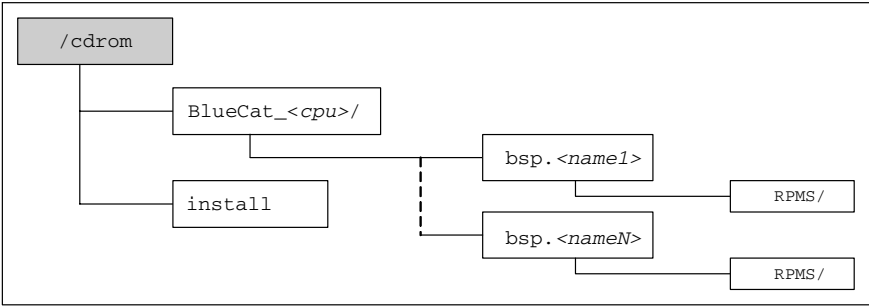 /cdrom
BlueCat_<cpu>/
bsp.<name1>
RPMS/
install
bsp.<nameN>
RPMS/